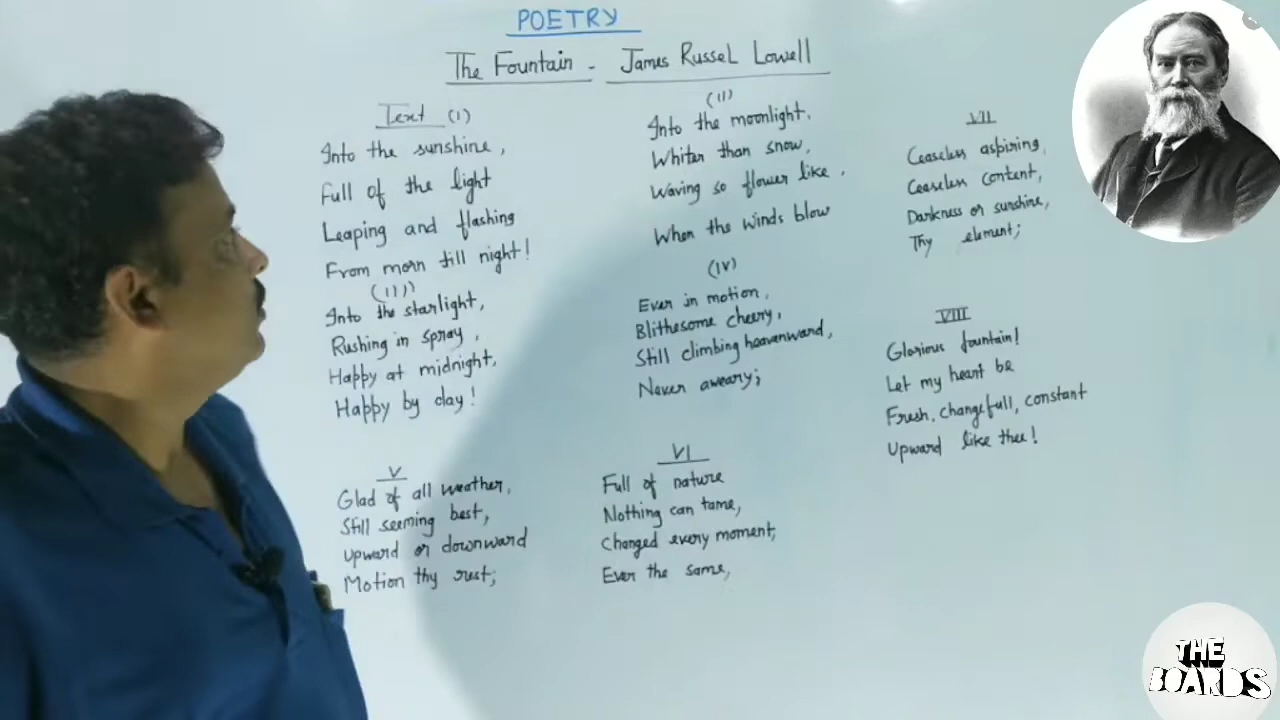 POETRY
The Fountain - James Russel Lowell
Text (I)
Into the sunshine,
Full of the light
Leaping and flashing
From morn till night!
(II)
Into the moonlight,
Whiter than snow,
Waving so flower like,
When the winds blow
(III)
Into the starlight,
Rushing in spray,
Happy at midnight,
Happy by day!
(IV)
Ever in motion,
Blithesome cheery,
Still climbing heavenward,
Never aweary;
V
Glad of all weather,
Still seeming best,
Upward or downward
Motion thy rest;
VI
Full of nature
Nothing can tame,
Changed every moment,
Ever the same,
VII
Ceaseless aspiring,
Ceaseless content,
Darkness or sunshine,
Thy element;
VIII
Glorious fountain!
Let my heart be
Fresh, changefull, constant
Upward like thee!
THE
BOARDS